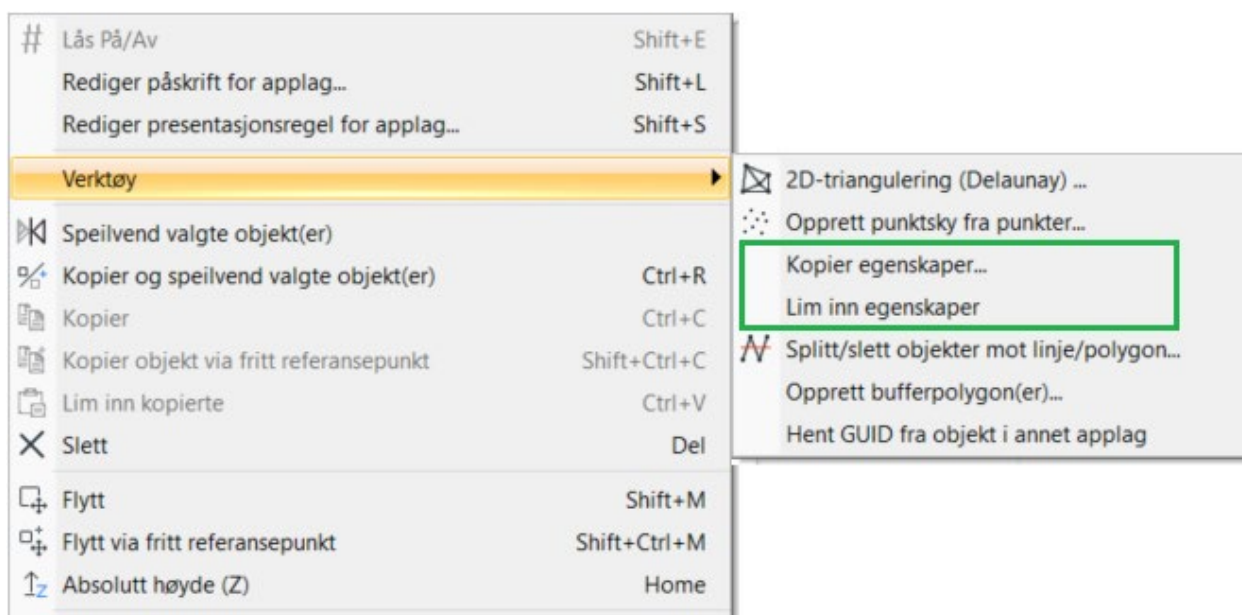 Lås På/Av Shift+E
Rediger påskrift for applag... Shift+L
Rediger presentasjonsregel for applag... Shift+S
Verktøy
Speilvend valgte objekt(er)
Kopier og speilvend valgte objekt(er) Ctrl+R
Kopier Ctrl+C
Kopier objekt via fritt referansepunkt Shift+Ctrl+C
Lim inn kopierte Ctrl+V
Slett Del
Flytt Shift+M
Flytt via fritt referansepunkt Shift+Ctrl+M
Absolutt høyde (Z) Home
2D-triangulering (Delaunay) ...
Opprett punktsky fra punkter...
Kopier egenskaper...
Lim inn egenskaper
Splitt/slett objekter mot linje/polygon...
Opprett bufferpolygon(er)...
Hent GUID fra objekt i annet applag